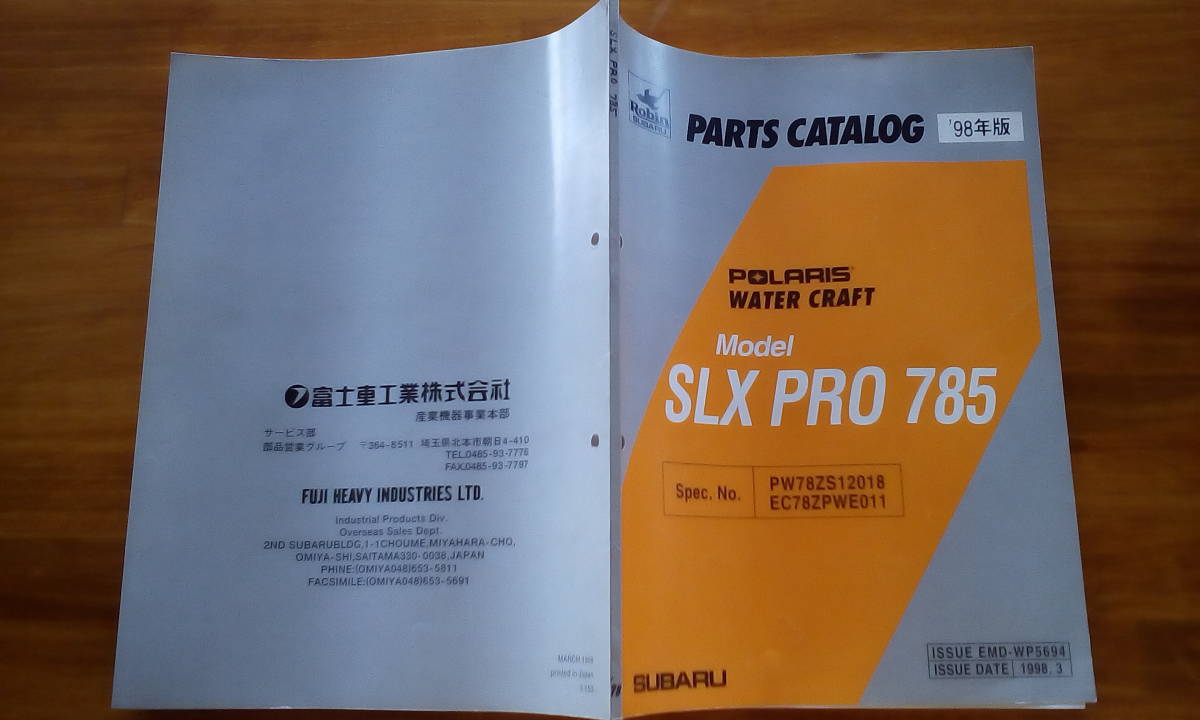 富士重工業株式会社
産業機器事業本部
サービス部
部品営業グループ 〒364-8511 埼玉県北本市朝日4-410
TEL.0485-93-7776
FAX.0485-93-7797
FUJI HEAVY INDUSTRIES LTD.
Industrial Products Div.
Overseas Sales Dept.
2ND SUBARUBLDG,1-1CHOUME,MIYAHARA-CHO,
OMIYA-SHI,SAITAMA330-0038,JAPAN
PHINE:(OMIYA048)653-5811
FACSIMILE:(OMIYA048)653-5691
MARCH 1998
printed in Japan
SLX PRO 785
Robin
SUBARU
PARTS CATALOG '98年版
POLARIS®
WATER CRAFT
Model
SLX PRO 785
Spec. No. PW78ZS12018
EC78ZPWE011
ISSUE EMD-WP5694
ISSUE DATE 1998. 3
SUBARU